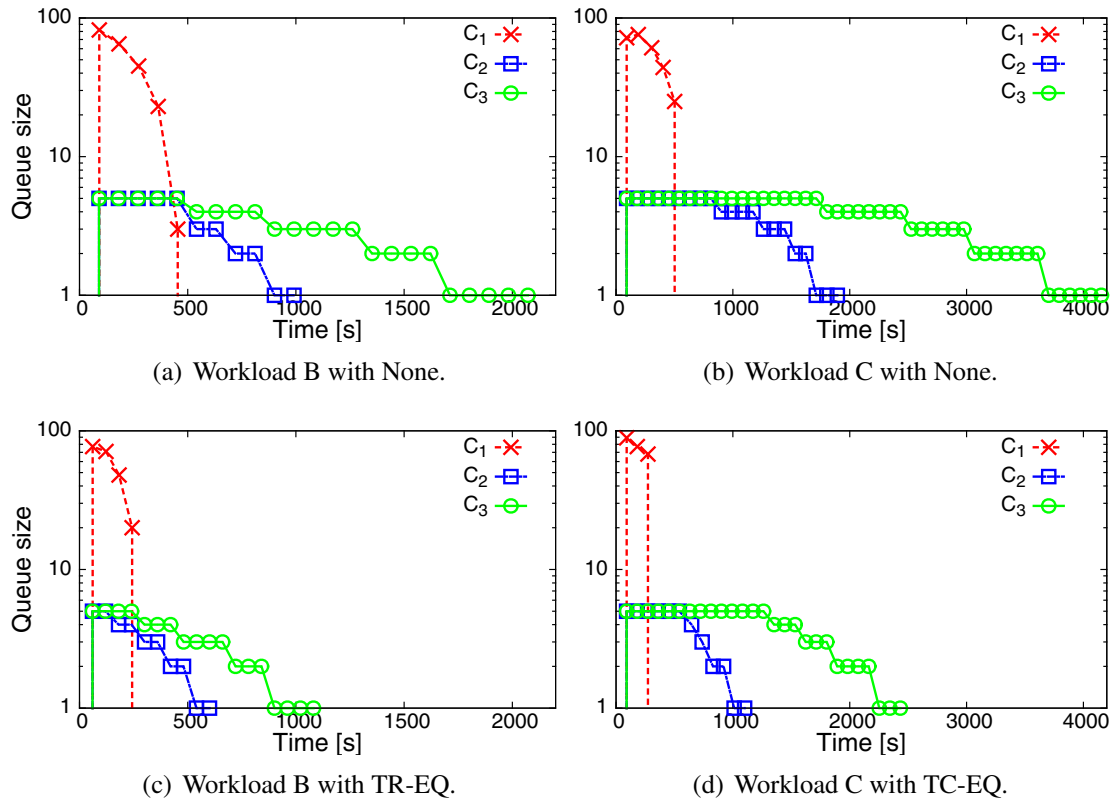 100
10
1
Queue size
C1
C2
C3
0 500 1000 1500 2000
Time [s]
(a) Workload B with None.
100
10
1
C1
C2
C3
0 1000 2000 3000 4000
Time [s]
(b) Workload C with None.
100
10
1
Queue size
C1
C2
C3
0 500 1000 1500 2000
Time [s]
(c) Workload B with TR-EQ.
100
10
1
C1
C2
C3
0 1000 2000 3000 4000
Time [s]
(d) Workload C with TC-EQ.